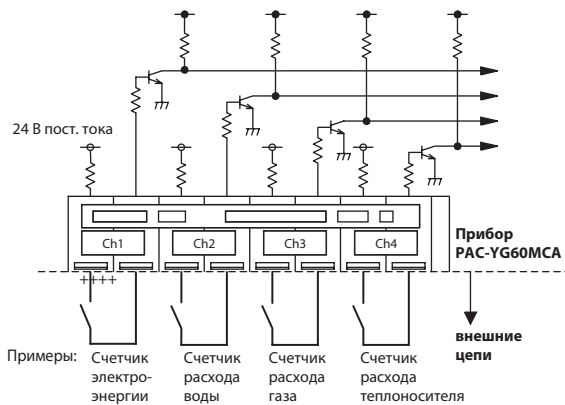 24 В пост. тока
Ch1 Ch2 Ch3 Ch4
Прибор
PAC-YG60MCA
++++
внешние
цепи
Примеры: Счетчик электро- энергии
Счетчик расхода воды
Счетчик расхода газа
Счетчик расхода теплоносителя